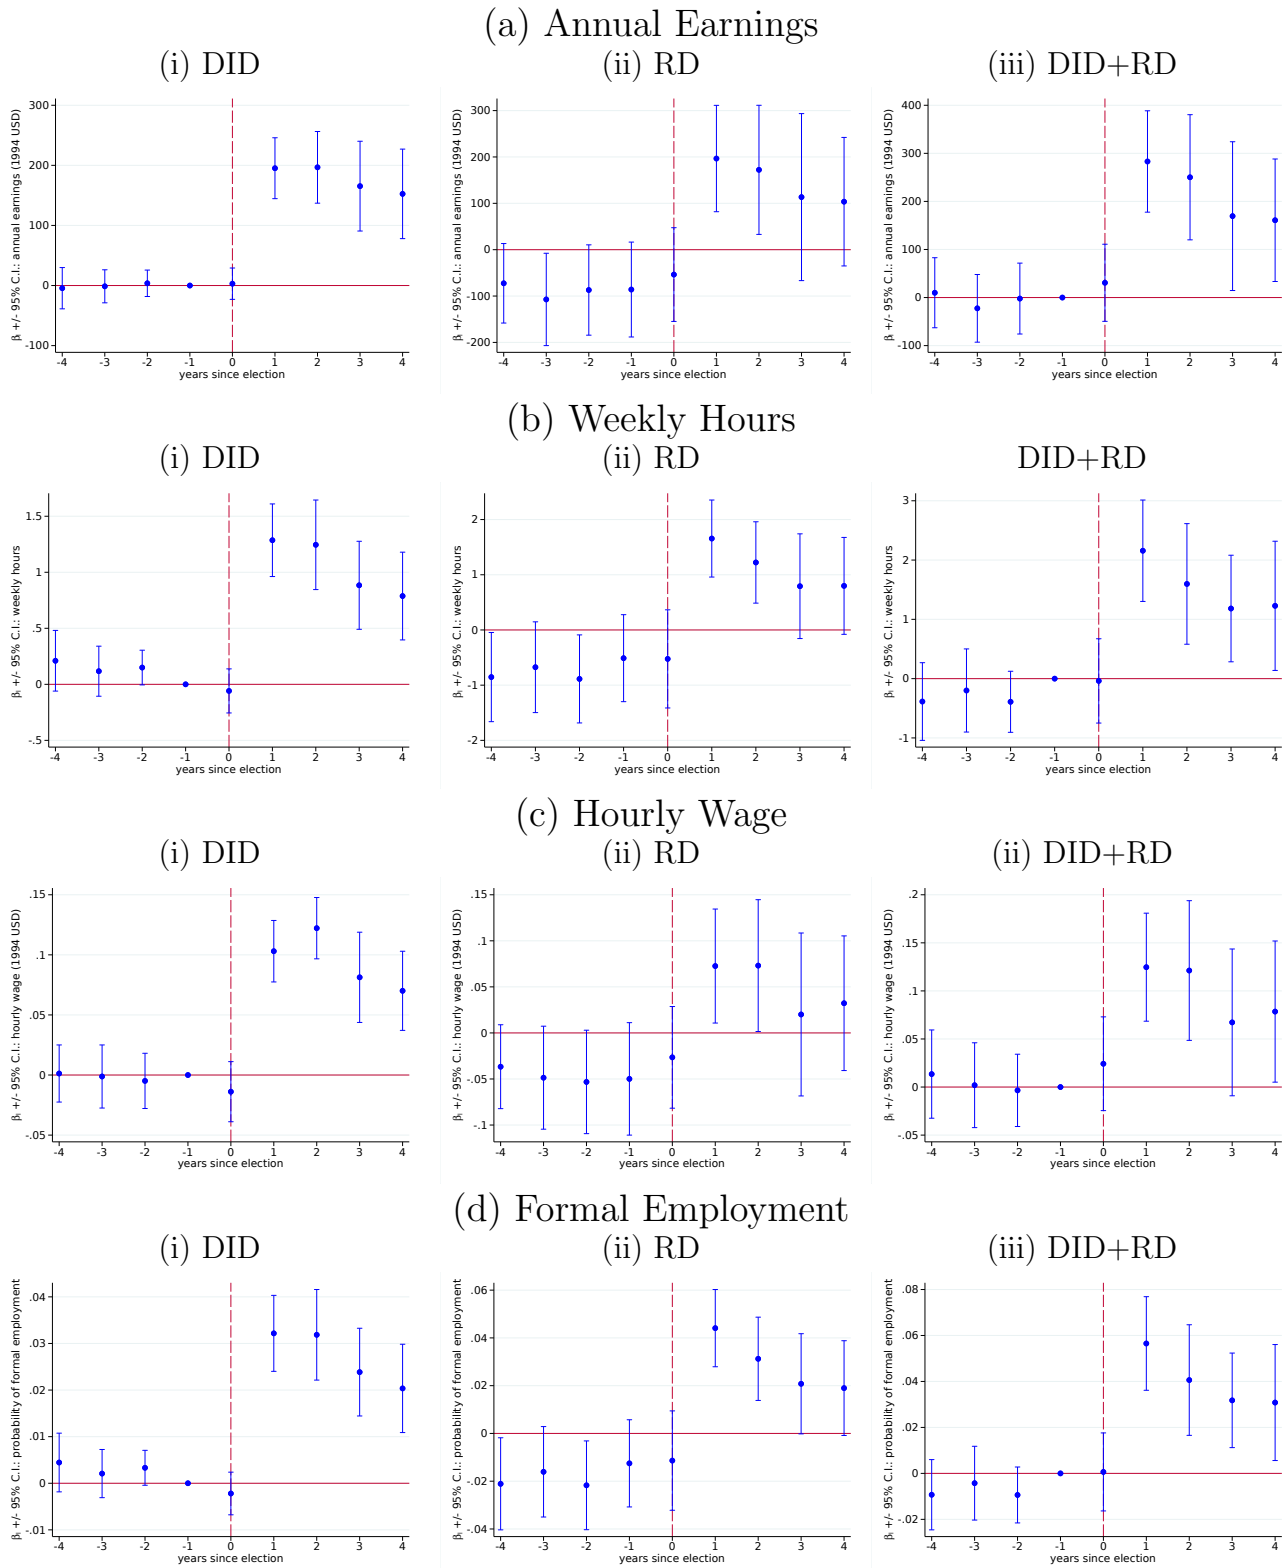 (a) Annual Earnings
(i) DID
(ii) RD
(iii) DID+RD
βᵢ +/- 95% C.I.: annual earnings (1994 USD)
300
200
100
0
-100
-4 -3 -2 -1 0 1 2 3 4
years since election
βᵢ +/- 95% C.I.: annual earnings (1994 USD)
300
200
100
0
-100
-200
-4 -3 -2 -1 0 1 2 3 4
years since election
βᵢ +/- 95% C.I.: annual earnings (1994 USD)
400
300
200
100
0
-100
-4 -3 -2 -1 0 1 2 3 4
years since election
(b) Weekly Hours
(i) DID
(ii) RD
DID+RD
βᵢ +/- 95% C.I.: weekly hours
1.5
1
.5
0
-.5
-4 -3 -2 -1 0 1 2 3 4
years since election
βᵢ +/- 95% C.I.: weekly hours
2
1
0
-1
-2
-4 -3 -2 -1 0 1 2 3 4
years since election
βᵢ +/- 95% C.I.: weekly hours
3
2
1
0
-1
-4 -3 -2 -1 0 1 2 3 4
years since election
(c) Hourly Wage
(i) DID
(ii) RD
(ii) DID+RD
βᵢ +/- 95% C.I.: hourly wage (1994 USD)
.15
.1
.05
0
-.05
-4 -3 -2 -1 0 1 2 3 4
years since election
βᵢ +/- 95% C.I.: hourly wage (1994 USD)
.15
.1
.05
0
-.05
-.1
-4 -3 -2 -1 0 1 2 3 4
years since election
βᵢ +/- 95% C.I.: hourly wage (1994 USD)
.2
.15
.1
.05
0
-.05
-4 -3 -2 -1 0 1 2 3 4
years since election
(d) Formal Employment
(i) DID
(ii) RD
(iii) DID+RD
βᵢ +/- 95% C.I.: probability of formal employment
.04
.03
.02
.01
0
-.01
-4 -3 -2 -1 0 1 2 3 4
years since election
βᵢ +/- 95% C.I.: probability of formal employment
.06
.04
.02
0
-.02
-.04
-4 -3 -2 -1 0 1 2 3 4
years since election
βᵢ +/- 95% C.I.: probability of formal employment
.08
.06
.04
.02
0
-.02
-4 -3 -2 -1 0 1 2 3 4
years since election